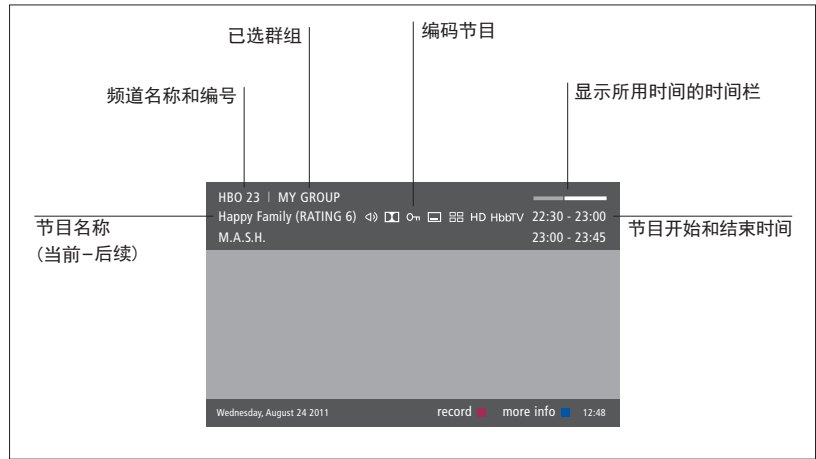 已选群组
编码节目
频道名称和编号
显示所用时间的时间栏
HBO 23 | MY GROUP
节目名称
(当前–后续)
Happy Family (RATING 6) HD HbbTV 22:30 - 23:00
节目开始和结束时间
M.A.S.H. 23:00 - 23:45
Wednesday, August 24 2011 record more info 12:48